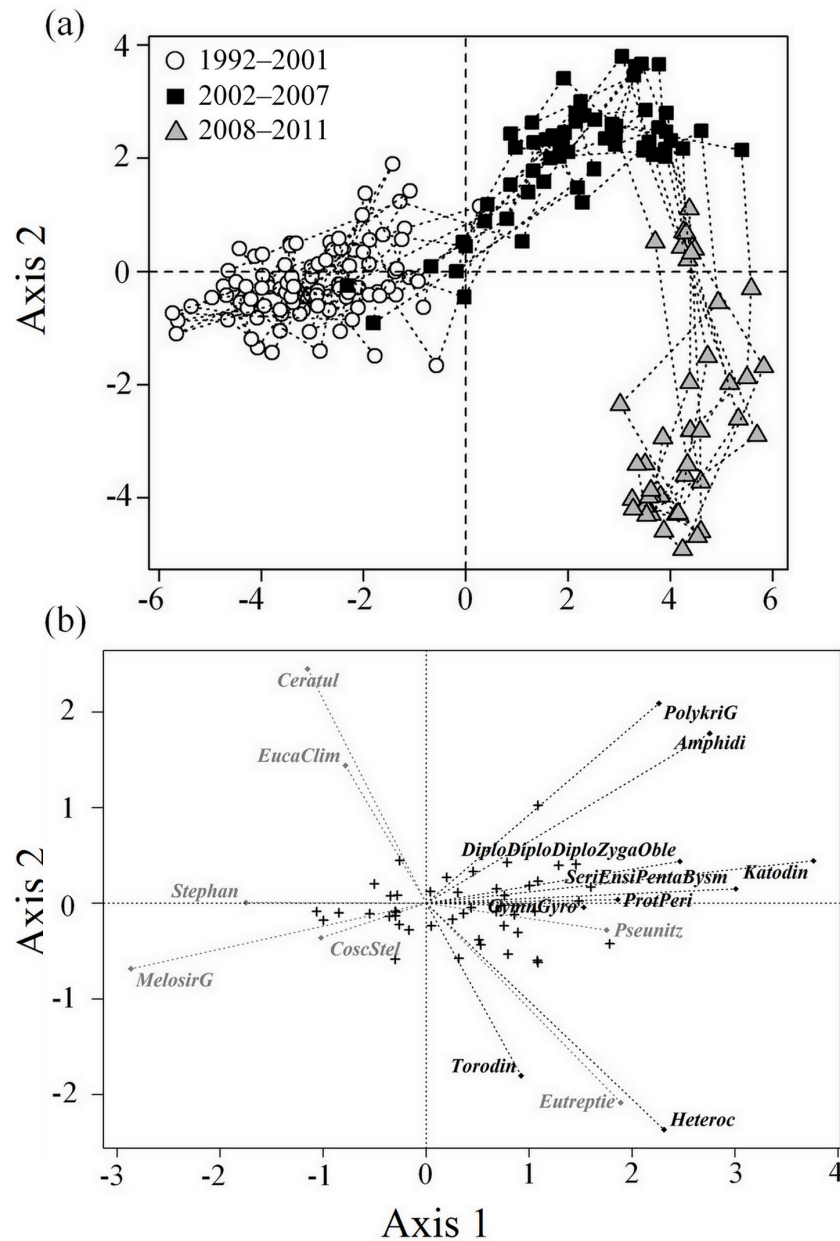 (a)
1992–2001
2002–2007
2008–2011
Axis 2
4
2
0
-2
-4
-6
-4
-2
0
2
4
6
(b)
Axis 2
2
1
0
-1
-2
Ceratul
EucaClim
Stephan
CoscStel
MelosirG
PolykriG
Amphidi
DiploDiploDiploZygaOble
Katodin
SeriEnsiPentaBysm
GymnGyro
ProtPeri
Pseunitz
Torodin
Eutreptie
Heteroc
-3
-2
-1
0
1
2
3
4
Axis 1